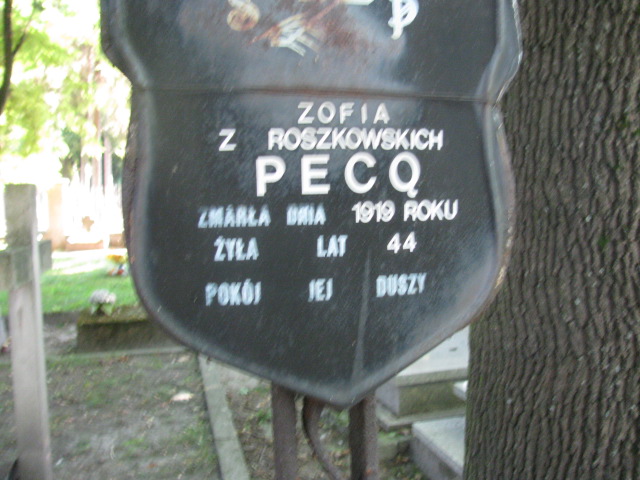 ZOFIA
Z ROSZKOWSKICH
PECQ
ZMARŁA DNIA 1919 ROKU
ŻYŁA LAT 44
POKÓJ JEJ DUSZY